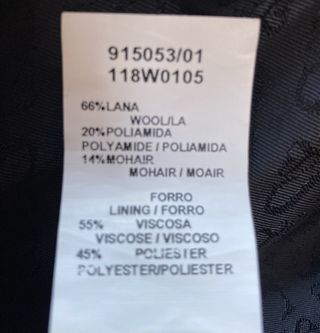 915053/01
118W0105
66%LANA
WOOL/LA
20%POLIAMIDA
POLYAMIDE / POLIAMIDA
14%MOHAIR
MOHAIR / MOAIR
FORRO
LINING / FORRO
55% VISCOSA
VISCOSE / VISCOSO
45% POLIESTER
POLYESTER/POLIESTER